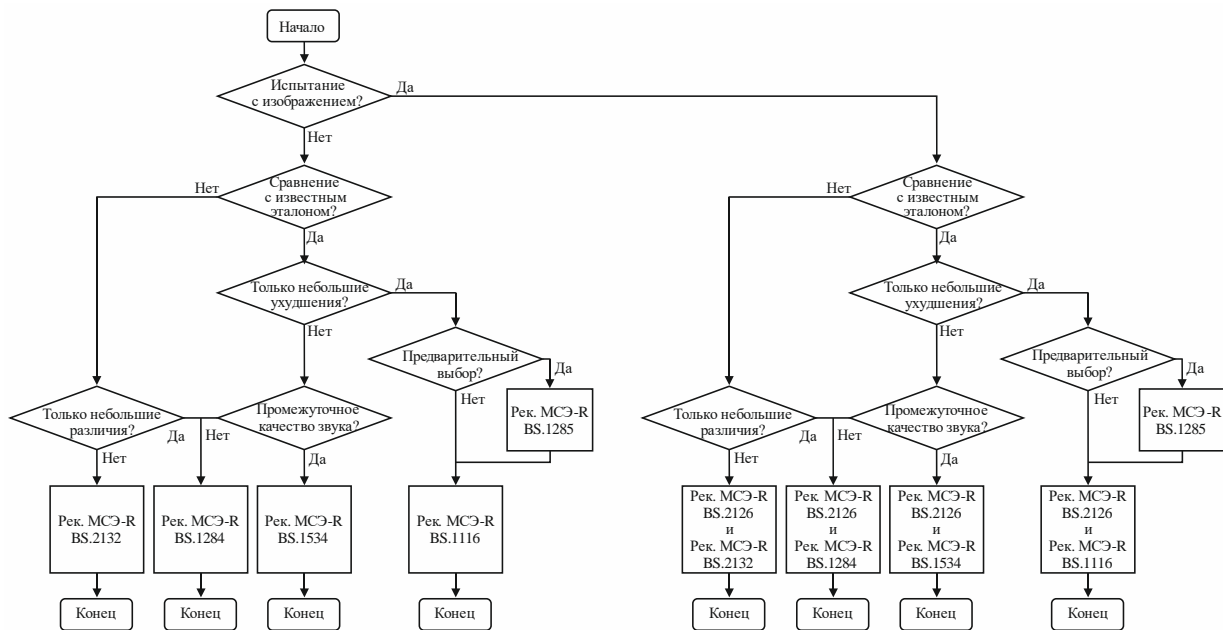 Начало
Испытание
с изображением?
Да
Нет
Нет
Сравнение
с известным
эталоном?
Да
Только небольшие
ухудшения?
Да
Нет
Предварительный
выбор?
Да
Нет
Рек. МСЭ-R
BS.1285
Только небольшие
различия?
Да
Нет
Промежуточное
качество звука?
Нет
Да
Рек. МСЭ-R
BS.2132
Рек. МСЭ-R
BS.1284
Рек. МСЭ-R
BS.1534
Рек. МСЭ-R
BS.1116
Конец
Конец
Конец
Конец
Нет
Сравнение
с известным
эталоном?
Да
Только небольшие
ухудшения?
Да
Нет
Предварительный
выбор?
Да
Нет
Рек. МСЭ-R
BS.1285
Только небольшие
различия?
Да
Нет
Промежуточное
качество звука?
Нет
Да
Рек. МСЭ-R
BS.2126
и
Рек. МСЭ-R
BS.2132
Рек. МСЭ-R
BS.2126
и
Рек. МСЭ-R
BS.1284
Рек. МСЭ-R
BS.2126
и
Рек. МСЭ-R
BS.1534
Рек. МСЭ-R
BS.2126
и
Рек. МСЭ-R
BS.1116
Конец
Конец
Конец
Конец